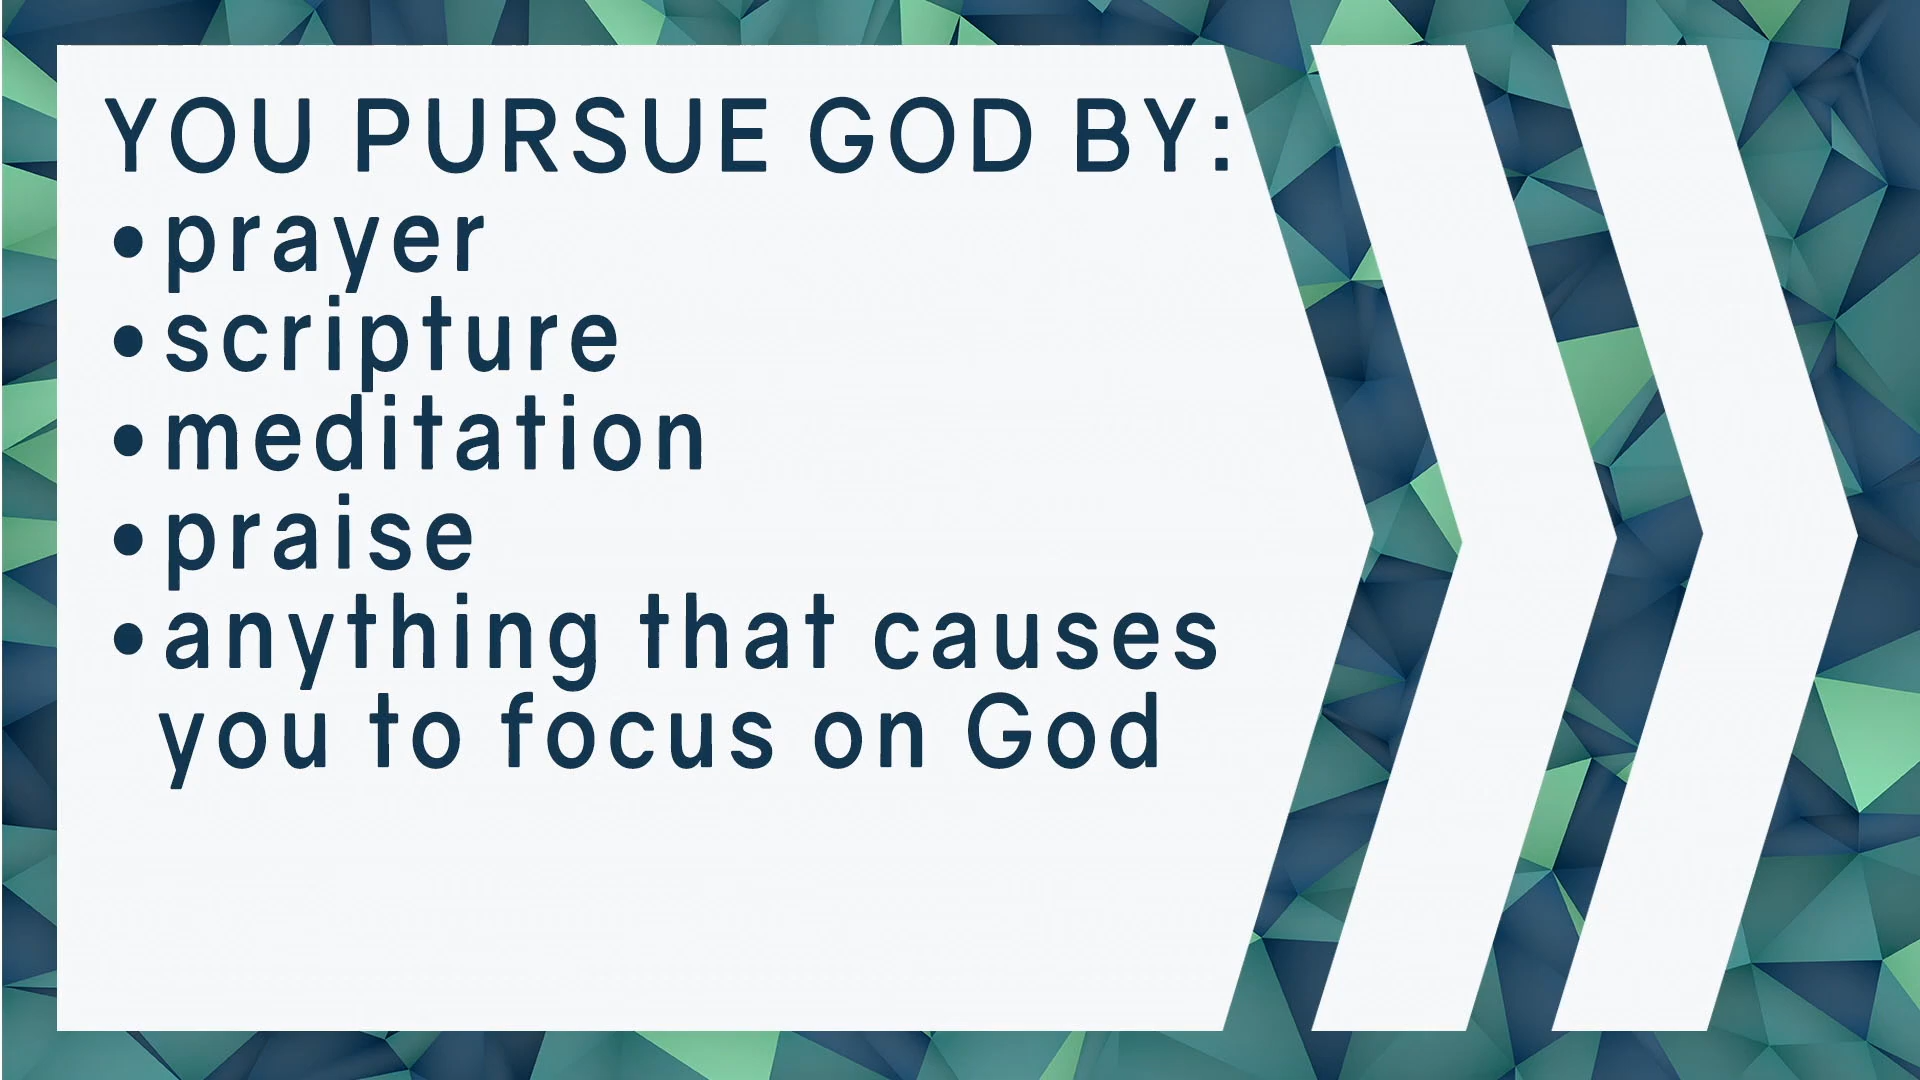 YOU PURSUE GOD BY:
•prayer
•scripture
•meditation
•praise
•anything that causes
you to focus on God